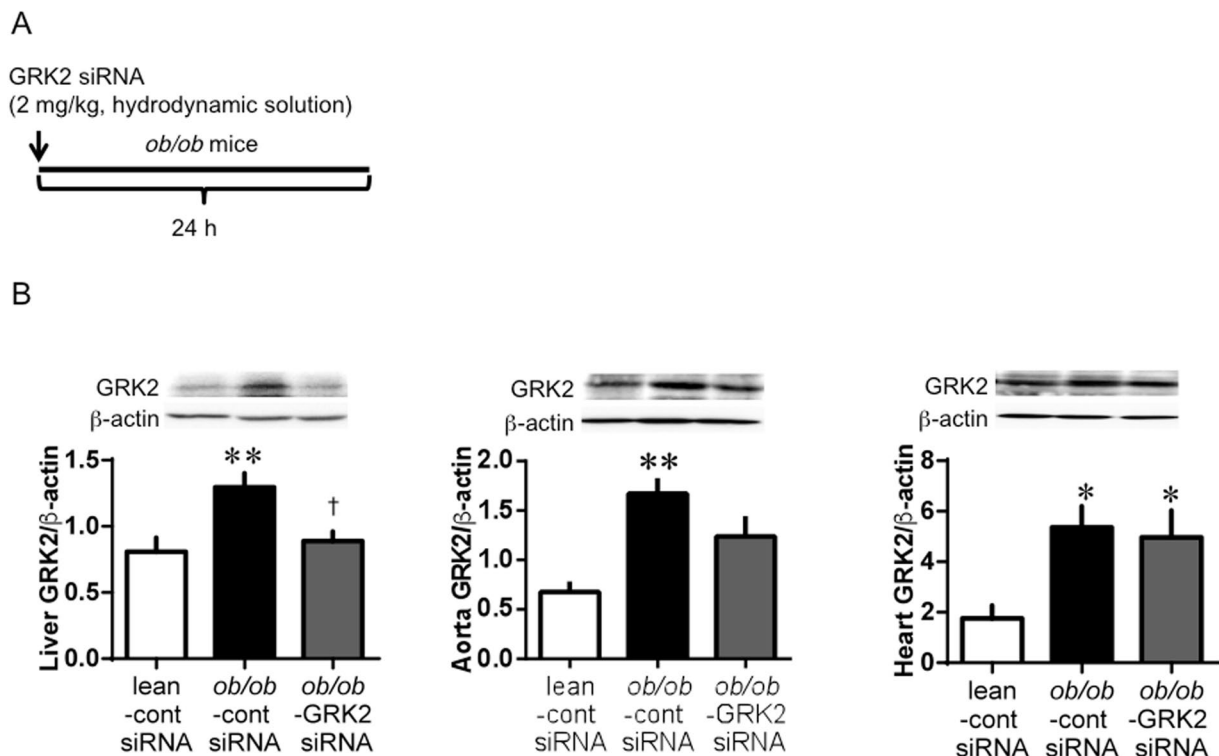 A
GRK2 siRNA
(2 mg/kg, hydrodynamic solution)
ob/ob mice
24 h
B
GRK2
β-actin
Liver GRK2/β-actin
1.5
1.0
0.5
0.0
**
†
lean
-cont
siRNA
ob/ob
-cont
siRNA
ob/ob
-GRK2
siRNA
GRK2
β-actin
Aorta GRK2/β-actin
2.0
1.5
1.0
0.5
0.0
**
lean
-cont
siRNA
ob/ob
-cont
siRNA
ob/ob
-GRK2
siRNA
GRK2
β-actin
Heart GRK2/β-actin
8
6
4
2
0
*
*
lean
-cont
siRNA
ob/ob
-cont
siRNA
ob/ob
-GRK2
siRNA